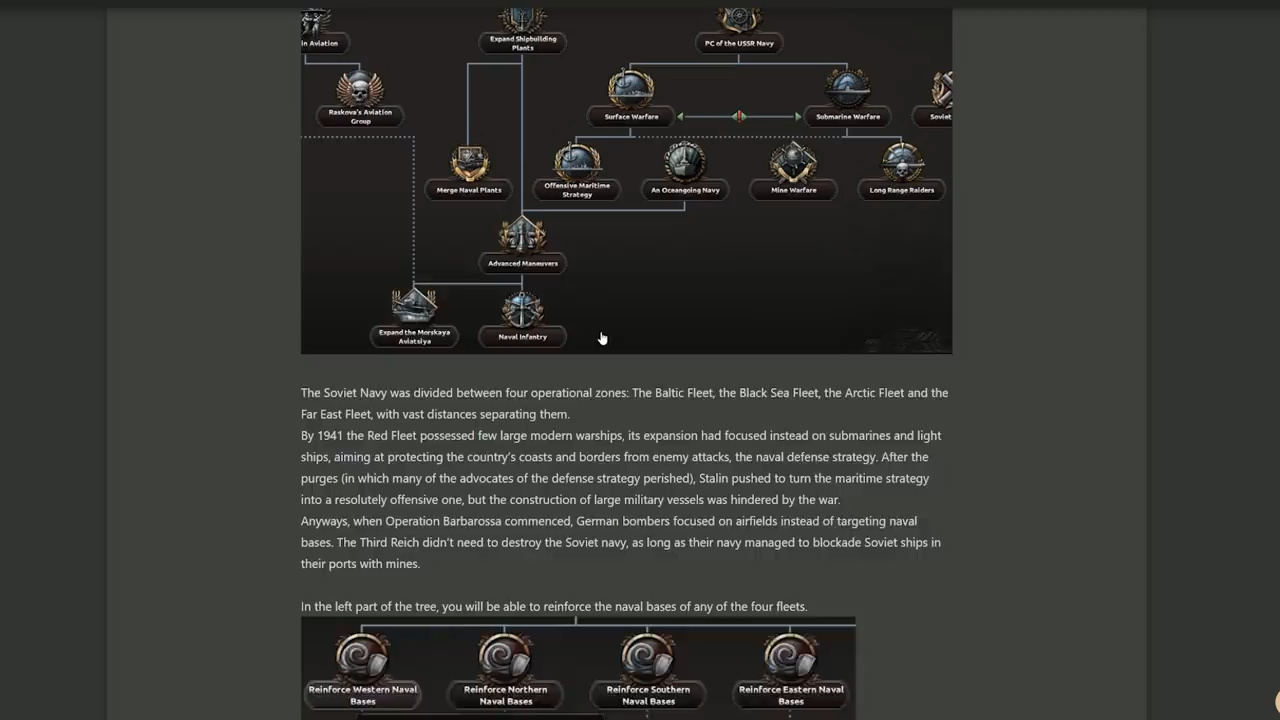 in Aviation
Expand Shipbuilding
Plants
PC of the USSR Navy
Raskova's Aviation
Group
Surface Warfare
Submarine Warfare
Soviet
Merge Naval Plants
Offensive Maritime
Strategy
An Oceangoing Navy
Mine Warfare
Long Range Raiders
Advanced Maneuvers
Expand the Morskaya
Aviatsiya
Naval Infantry
The Soviet Navy was divided between four operational zones: The Baltic Fleet, the Black Sea Fleet, the Arctic Fleet and the
Far East Fleet, with vast distances separating them.
By 1941 the Red Fleet possessed few large modern warships, its expansion had focused instead on submarines and light
ships, aiming at protecting the country's coasts and borders from enemy attacks, the naval defense strategy. After the
purges (in which many of the advocates of the defense strategy perished), Stalin pushed to turn the maritime strategy
into a resolutely offensive one, but the construction of large military vessels was hindered by the war.
Anyways, when Operation Barbarossa commenced, German bombers focused on airfields instead of targeting naval
bases. The Third Reich didn't need to destroy the Soviet navy, as long as their navy managed to blockade Soviet ships in
their ports with mines.
In the left part of the tree, you will be able to reinforce the naval bases of any of the four fleets.
Reinforce Western Naval
Bases
Reinforce Northern
Naval Bases
Reinforce Southern
Naval Bases
Reinforce Eastern Naval
Bases